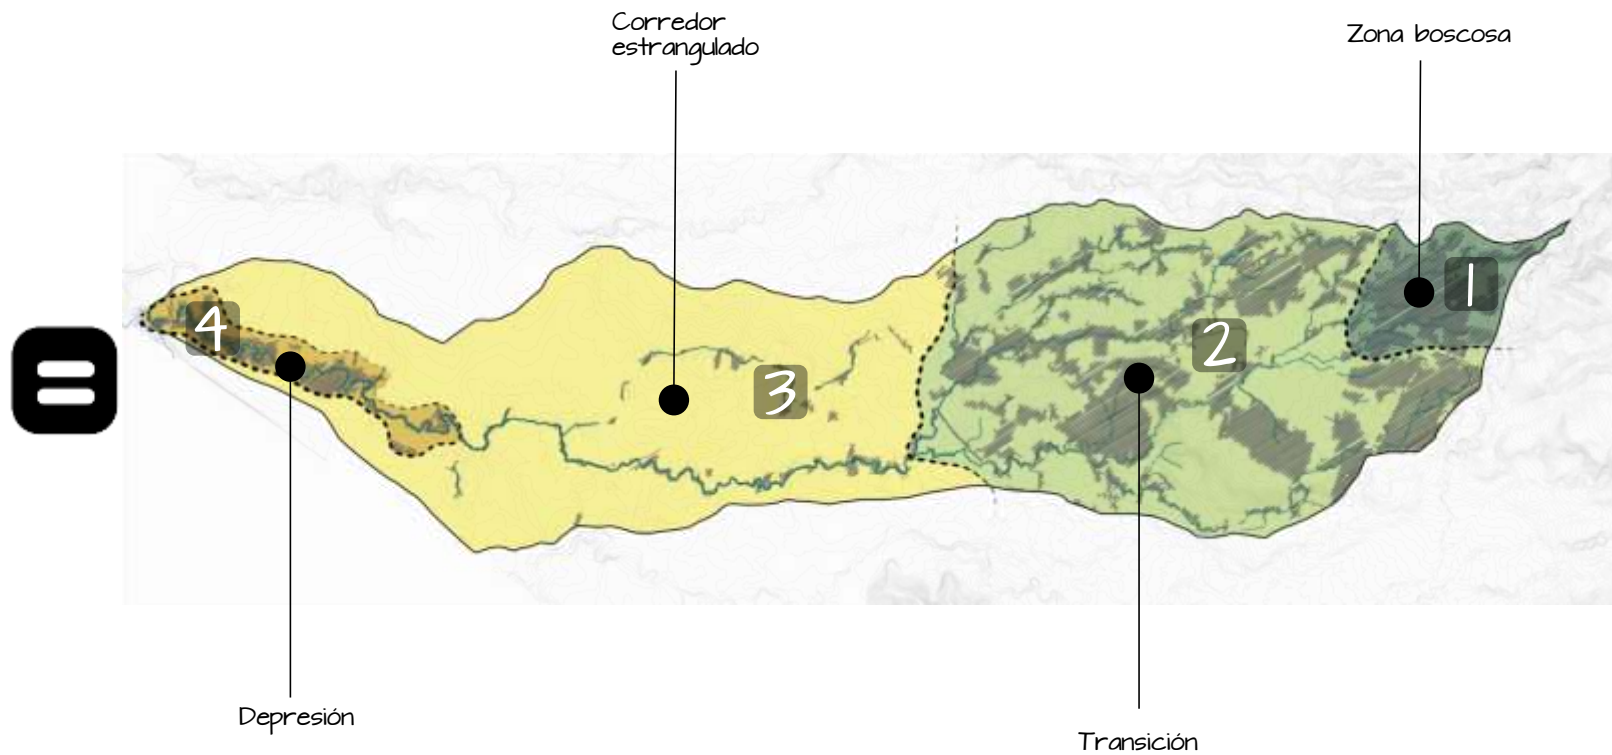 Corredor
estrangulado
Zona boscosa
1
2
3
4
Depresión
Transición